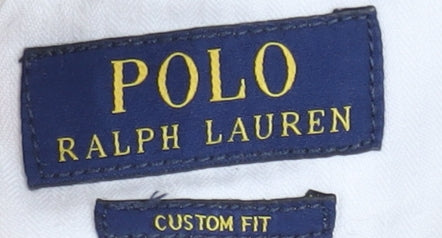 POLO
RALPH LAUREN
CUSTOM FIT